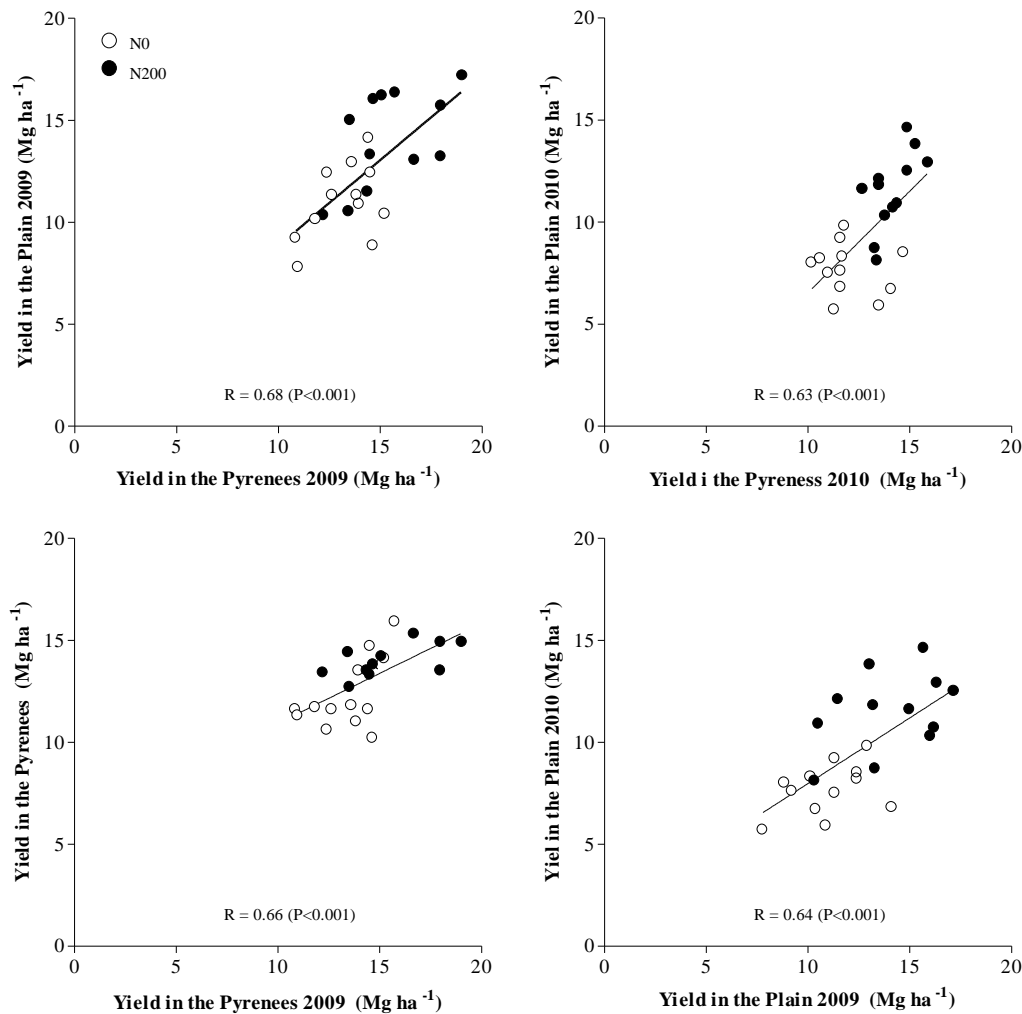 20
15
10
5
0
Yield in the Plain 2009 (Mg ha -1)
N0
N200
R = 0.68 (P<0.001)
0 5 10 15 20
Yield in the Pyrenees 2009 (Mg ha -1)
20
15
10
5
0
Yield in the Plain 2010 (Mg ha -1)
R = 0.63 (P<0.001)
0 5 10 15 20
Yield i the Pyreness 2010 (Mg ha -1)
20
15
10
5
0
Yield in the Pyrenees (Mg ha -1)
R = 0.66 (P<0.001)
0 5 10 15 20
Yield in the Pyrenees 2009 (Mg ha -1)
20
15
10
5
0
Yiel in the Plain 2010 (Mg ha -1)
R = 0.64 (P<0.001)
0 5 10 15 20
Yield in the Plain 2009 (Mg ha -1)